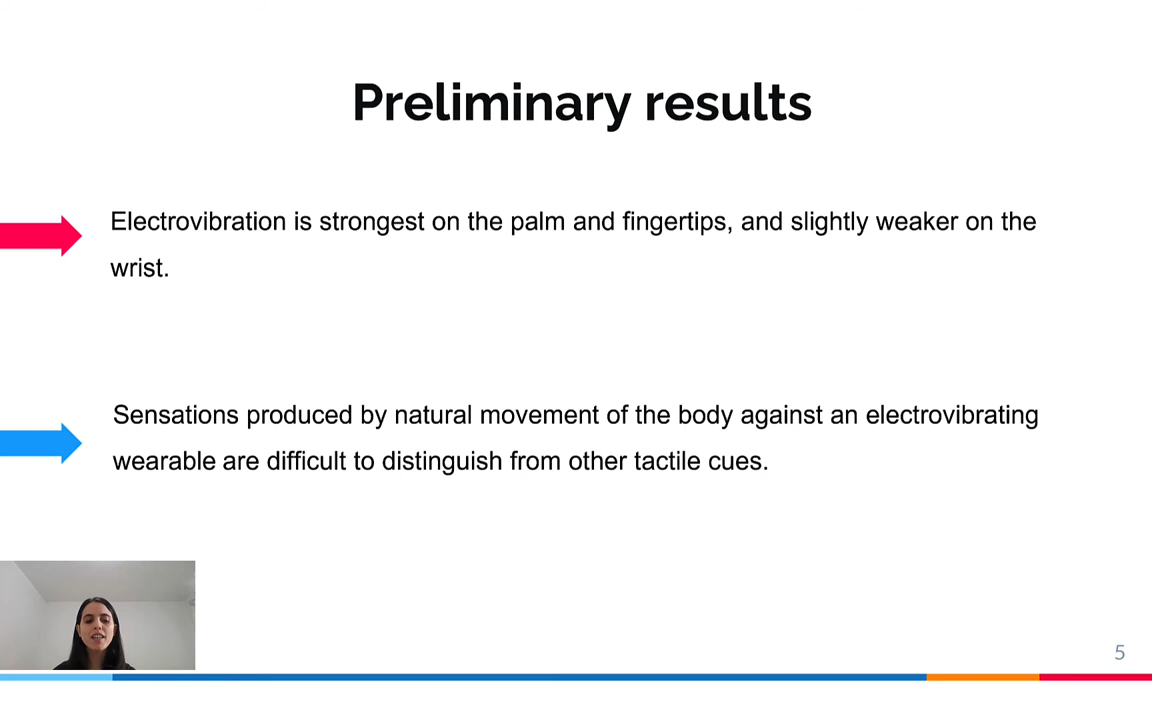 Preliminary results
Electrovibration is strongest on the palm and fingertips, and slightly weaker on the
wrist.
Sensations produced by natural movement of the body against an electrovibrating
wearable are difficult to distinguish from other tactile cues.
5